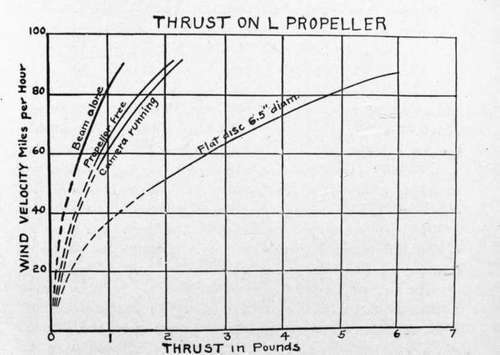 THRUST ON L PROPELLER
100
80
60
40
20
WIND VELOCITY Miles per Hour
Beam alone
Propeller free
Camera running
Flat disc 6.5" diam.
0 1 2 3 4 5 6 7
THRUST in Pounds